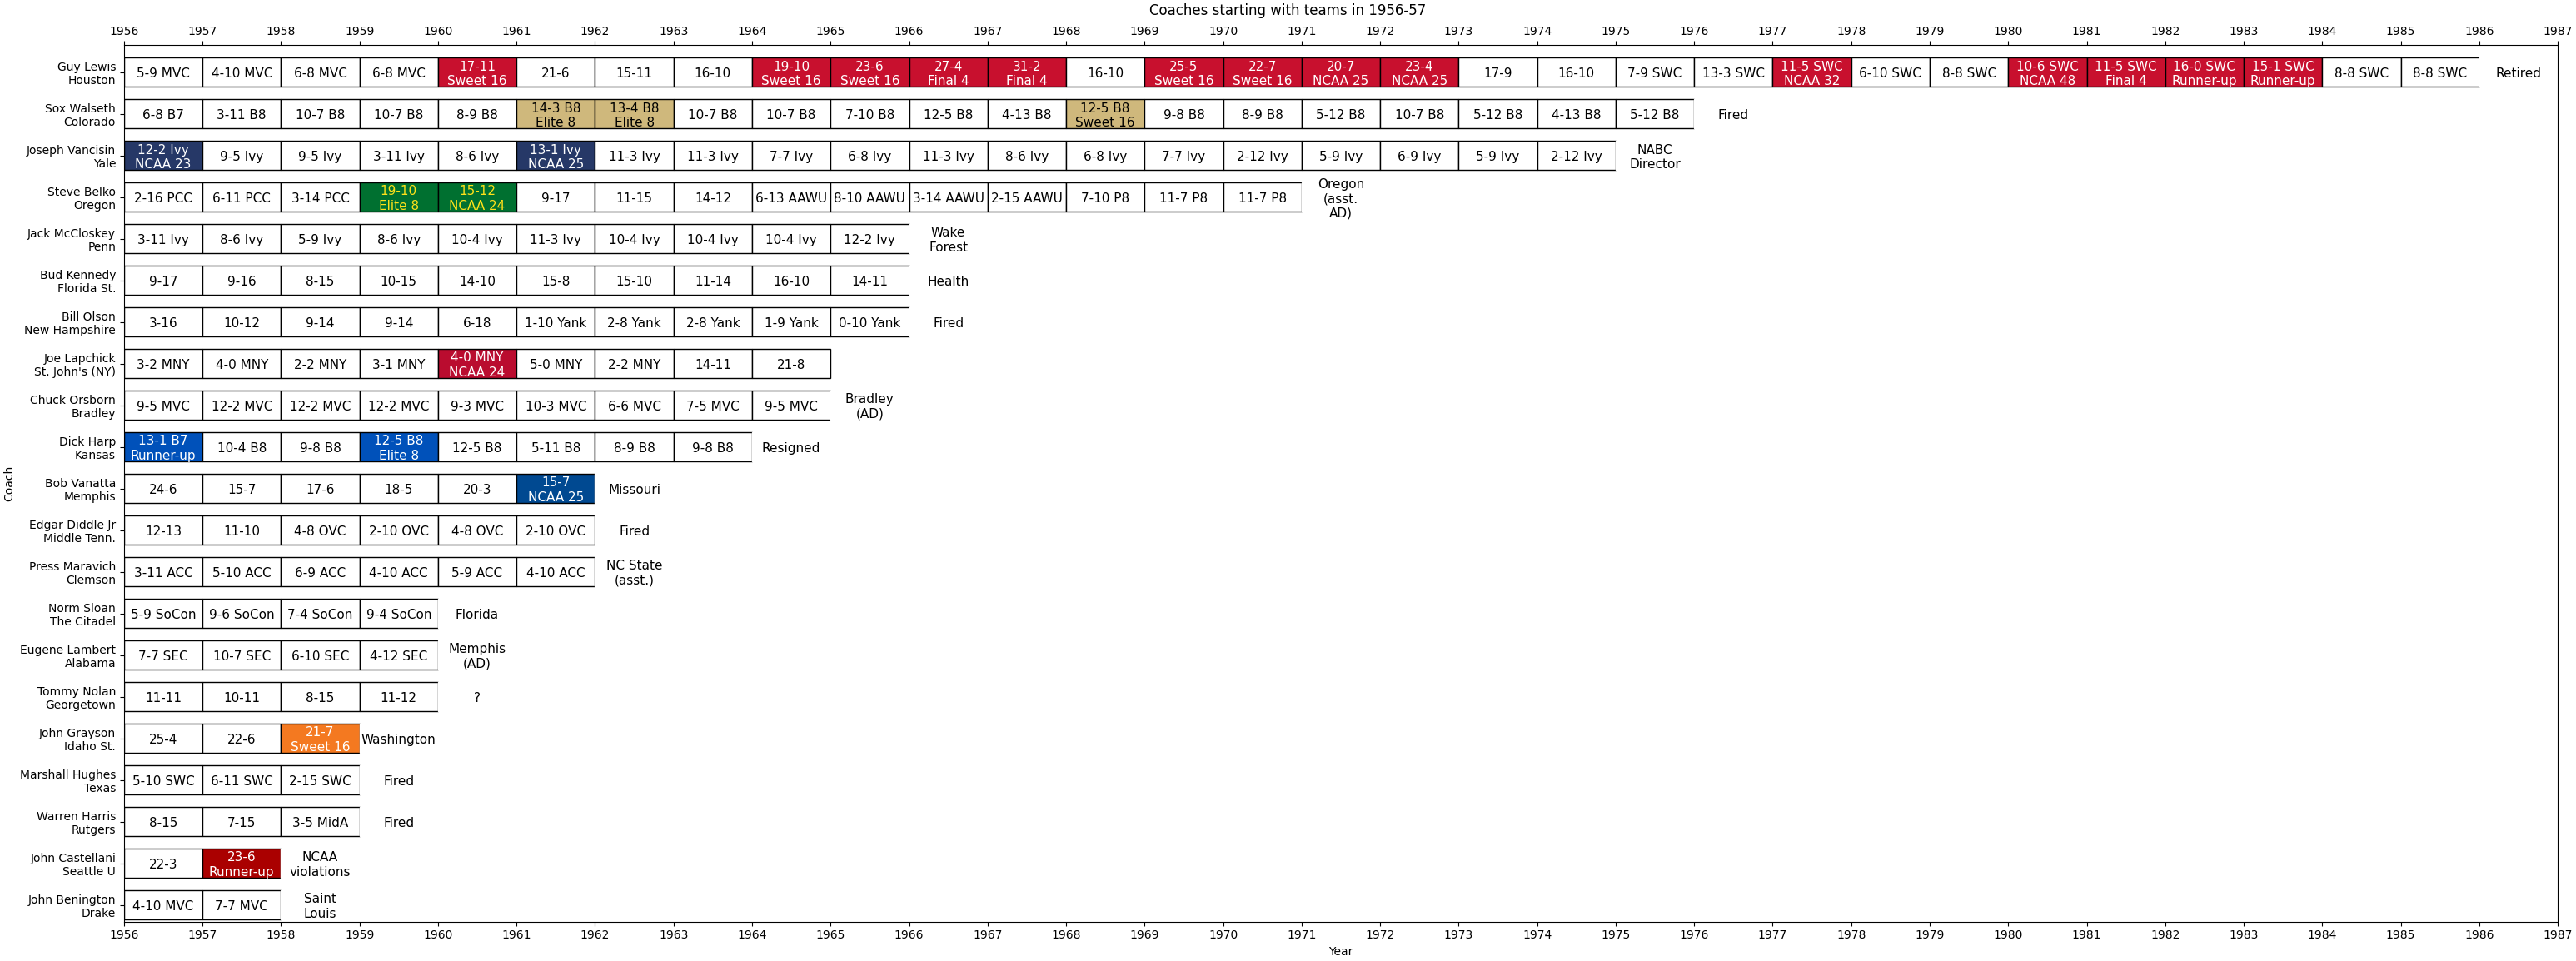 Coaches starting with teams in 1956-57
1956 1957 1958 1959 1960 1961 1962 1963 1964 1965 1966 1967 1968 1969 1970 1971 1972 1973 1974 1975 1976 1977 1978 1979 1980 1981 1982 1983 1984 1985 1986 1987
Guy Lewis
Houston
5-9 MVC 4-10 MVC 6-8 MVC 6-8 MVC 17-11 Sweet 16 21-6 15-11 16-10 19-10 Sweet 16 23-6 Sweet 16 27-4 Final 4 31-2 Final 4 16-10 25-5 Sweet 16 22-7 Sweet 16 20-7 NCAA 25 23-4 NCAA 25 17-9 16-10 7-9 SWC 13-3 SWC 11-5 SWC NCAA 32 6-10 SWC 8-8 SWC 10-6 SWC NCAA 48 11-5 SWC Final 4 16-0 SWC Runner-up 15-1 SWC Runner-up 8-8 SWC 8-8 SWC Retired
Sox Walseth
Colorado
6-8 B7 3-11 B8 10-7 B8 10-7 B8 8-9 B8 14-3 B8 Elite 8 13-4 B8 Elite 8 10-7 B8 10-7 B8 7-10 B8 12-5 B8 4-13 B8 12-5 B8 Sweet 16 9-8 B8 8-9 B8 5-12 B8 10-7 B8 5-12 B8 4-13 B8 5-12 B8 Fired
Joseph Vancisin
Yale
12-2 Ivy NCAA 23 9-5 Ivy 9-5 Ivy 3-11 Ivy 8-6 Ivy 13-1 Ivy NCAA 25 11-3 Ivy 11-3 Ivy 7-7 Ivy 6-8 Ivy 11-3 Ivy 8-6 Ivy 6-8 Ivy 7-7 Ivy 2-12 Ivy 5-9 Ivy 6-9 Ivy 5-9 Ivy 2-12 Ivy NABC Director
Steve Belko
Oregon
2-16 PCC 6-11 PCC 3-14 PCC 19-10 Elite 8 15-12 NCAA 24 9-17 11-15 14-12 6-13 AAWU 8-10 AAWU 3-14 AAWU 2-15 AAWU 7-10 P8 11-7 P8 11-7 P8 Oregon (asst. AD)
Jack McCloskey
Penn
3-11 Ivy 8-6 Ivy 5-9 Ivy 8-6 Ivy 10-4 Ivy 11-3 Ivy 10-4 Ivy 10-4 Ivy 10-4 Ivy 12-2 Ivy Wake Forest
Bud Kennedy
Florida St.
9-17 9-16 8-15 10-15 14-10 15-8 15-10 11-14 16-10 14-11 Health
Bill Olson
New Hampshire
3-16 10-12 9-14 9-14 6-18 1-10 Yank 2-8 Yank 2-8 Yank 1-9 Yank 0-10 Yank Fired
Joe Lapchick
St. John's (NY)
3-2 MNY 4-0 MNY 2-2 MNY 3-1 MNY 4-0 MNY NCAA 24 5-0 MNY 2-2 MNY 14-11 21-8
Chuck Orsborn
Bradley
9-5 MVC 12-2 MVC 12-2 MVC 12-2 MVC 9-3 MVC 10-3 MVC 6-6 MVC 7-5 MVC 9-5 MVC Bradley (AD)
Dick Harp
Kansas
13-1 B7 Runner-up 10-4 B8 9-8 B8 12-5 B8 Elite 8 12-5 B8 5-11 B8 8-9 B8 9-8 B8 Resigned
Coach
Bob Vanatta
Memphis
24-6 15-7 17-6 18-5 20-3 15-7 NCAA 25 Missouri
Edgar Diddle Jr
Middle Tenn.
12-13 11-10 4-8 OVC 2-10 OVC 4-8 OVC 2-10 OVC Fired
Press Maravich
Clemson
3-11 ACC 5-10 ACC 6-9 ACC 4-10 ACC 5-9 ACC 4-10 ACC NC State (asst.)
Norm Sloan
The Citadel
5-9 SoCon 9-6 SoCon 7-4 SoCon 9-4 SoCon Florida
Eugene Lambert
Alabama
7-7 SEC 10-7 SEC 6-10 SEC 4-12 SEC Memphis (AD)
Tommy Nolan
Georgetown
11-11 10-11 8-15 11-12 ?
John Grayson
Idaho St.
25-4 22-6 21-7 Sweet 16 Washington
Marshall Hughes
Texas
5-10 SWC 6-11 SWC 2-15 SWC Fired
Warren Harris
Rutgers
8-15 7-15 3-5 MidA Fired
John Castellani
Seattle U
22-3 23-6 Runner-up NCAA violations
John Benington
Drake
4-10 MVC 7-7 MVC Saint Louis
1956 1957 1958 1959 1960 1961 1962 1963 1964 1965 1966 1967 1968 1969 1970 1971 1972 1973 1974 1975 1976 1977 1978 1979 1980 1981 1982 1983 1984 1985 1986 1987
Year